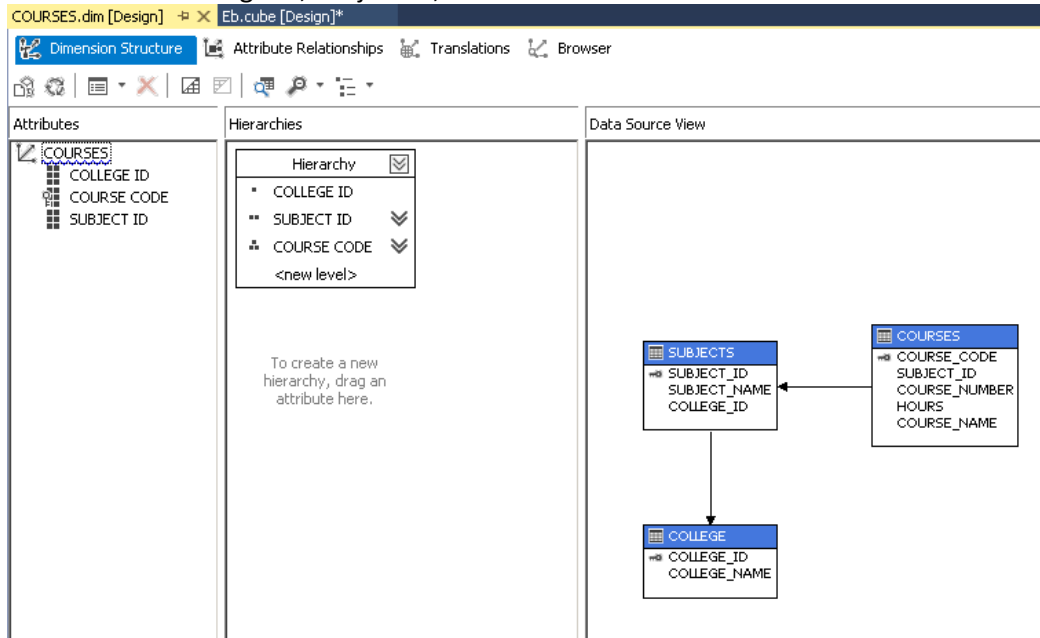 COURSES.dim [Design] Eb.cube [Design]*
Dimension Structure Attribute Relationships Translations Browser
Attributes Hierarchies Data Source View
COURSES
COLLEGE ID
COURSE CODE
SUBJECT ID
Hierarchy
COLLEGE ID
SUBJECT ID
COURSE CODE
<new level>
To create a new
hierarchy, drag an
attribute here.
SUBJECTS
SUBJECT_ID
SUBJECT_NAME
COLLEGE_ID
COURSES
COURSE_CODE
SUBJECT_ID
COURSE_NUMBER
HOURS
COURSE_NAME
COLLEGE
COLLEGE_ID
COLLEGE_NAME